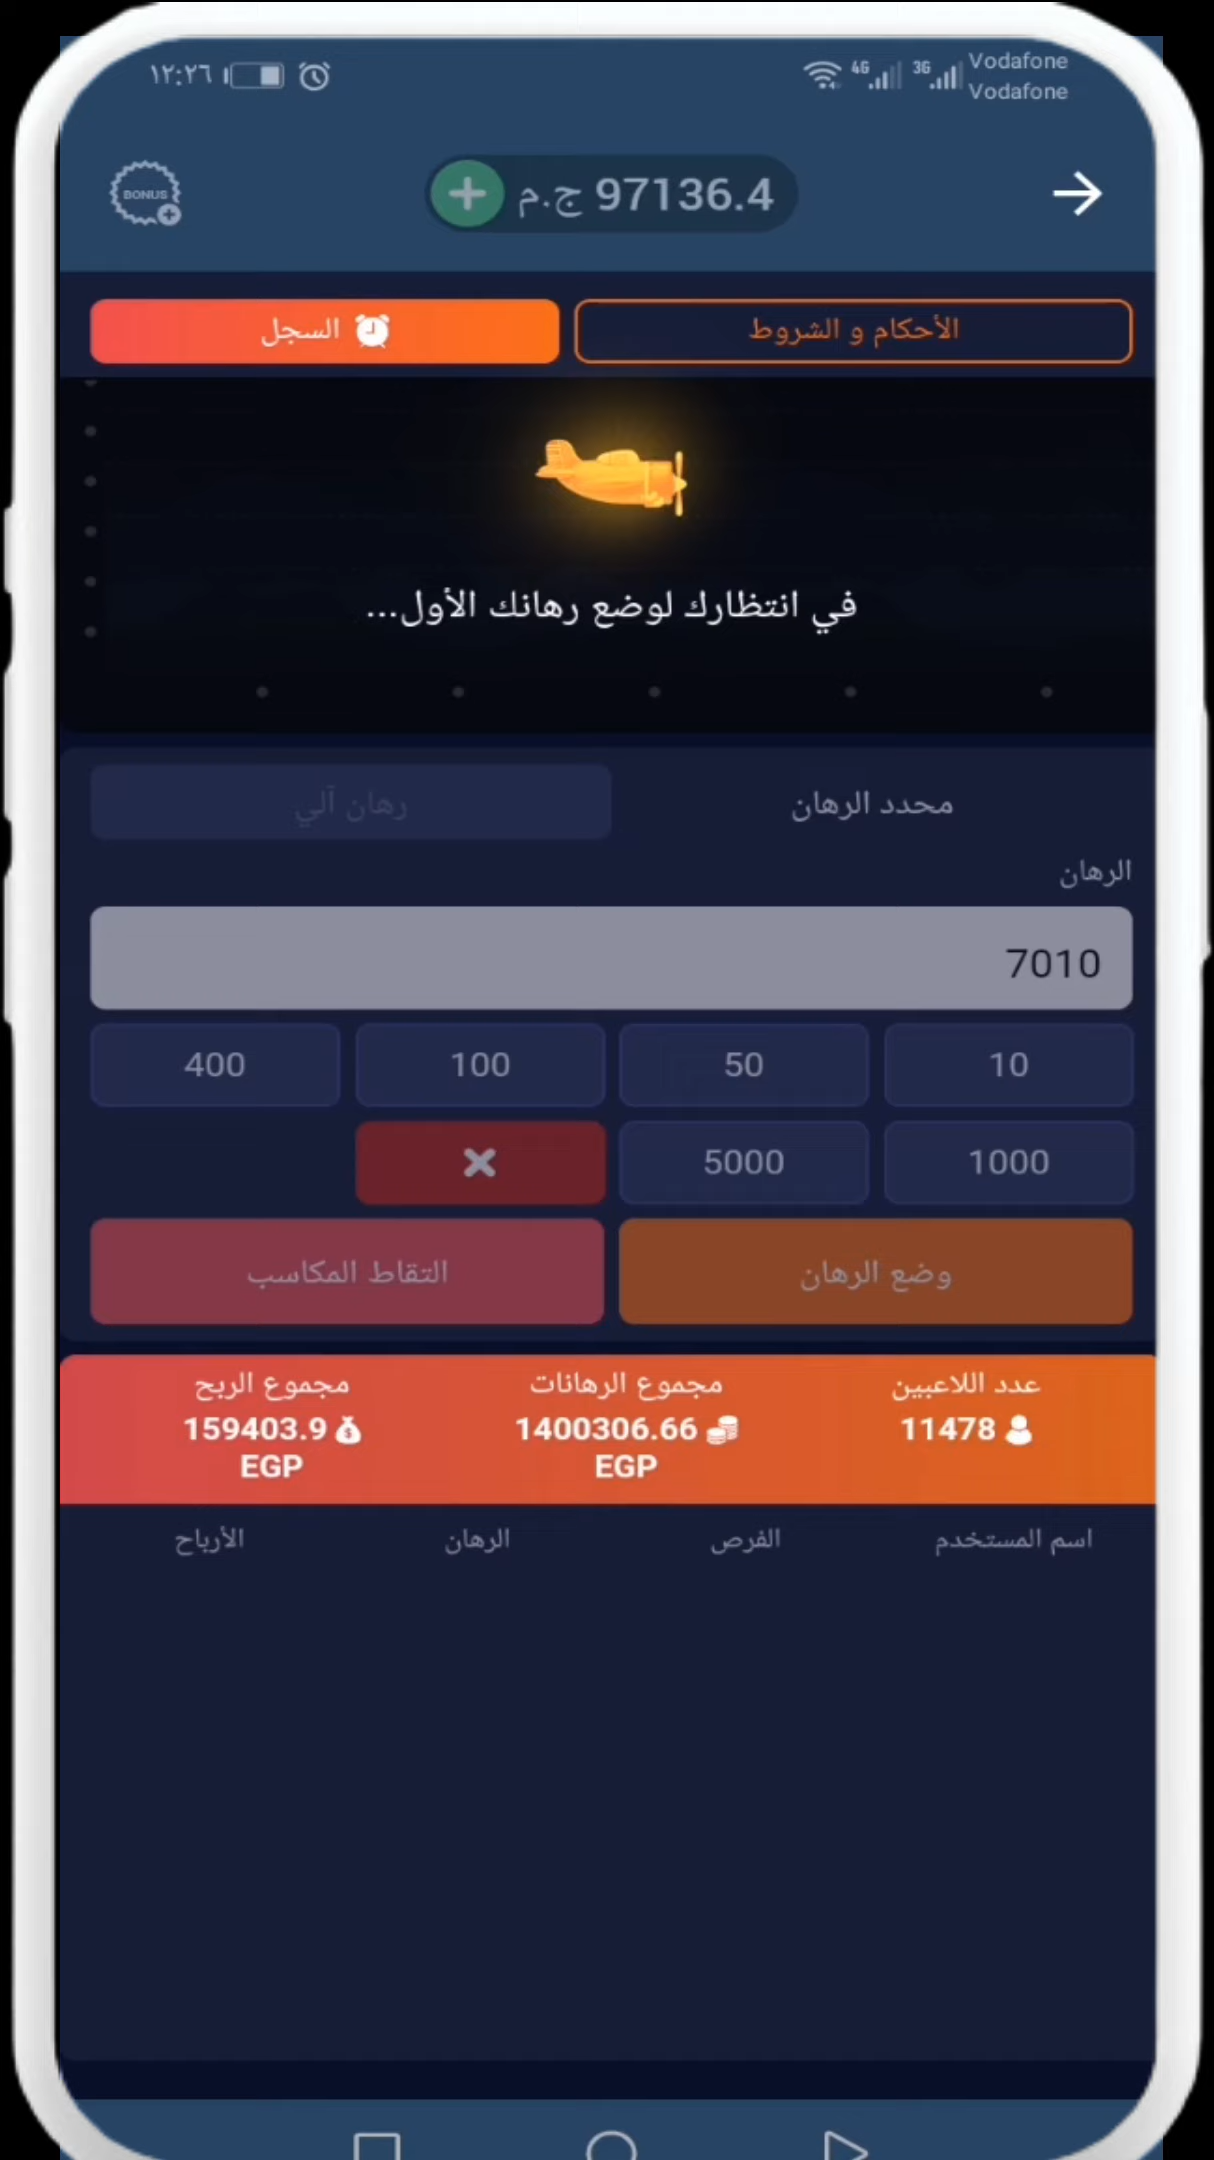 ١٢:٢٦
4G 3G Vodafone
Vodafone
BONUS
97136.4 ج.م
الأحكام و الشروط
السجل
في انتظارك لوضع رهانك الأول...
محدد الرهان
رهان آلي
الرهان
7010
10 50 100 400
1000 5000
وضع الرهان
التقاط المكاسب
عدد اللاعبين
11478
مجموع الرهانات
1400306.66
EGP
مجموع الربح
159403.9
EGP
اسم المستخدم الفرص الرهان الأرباح